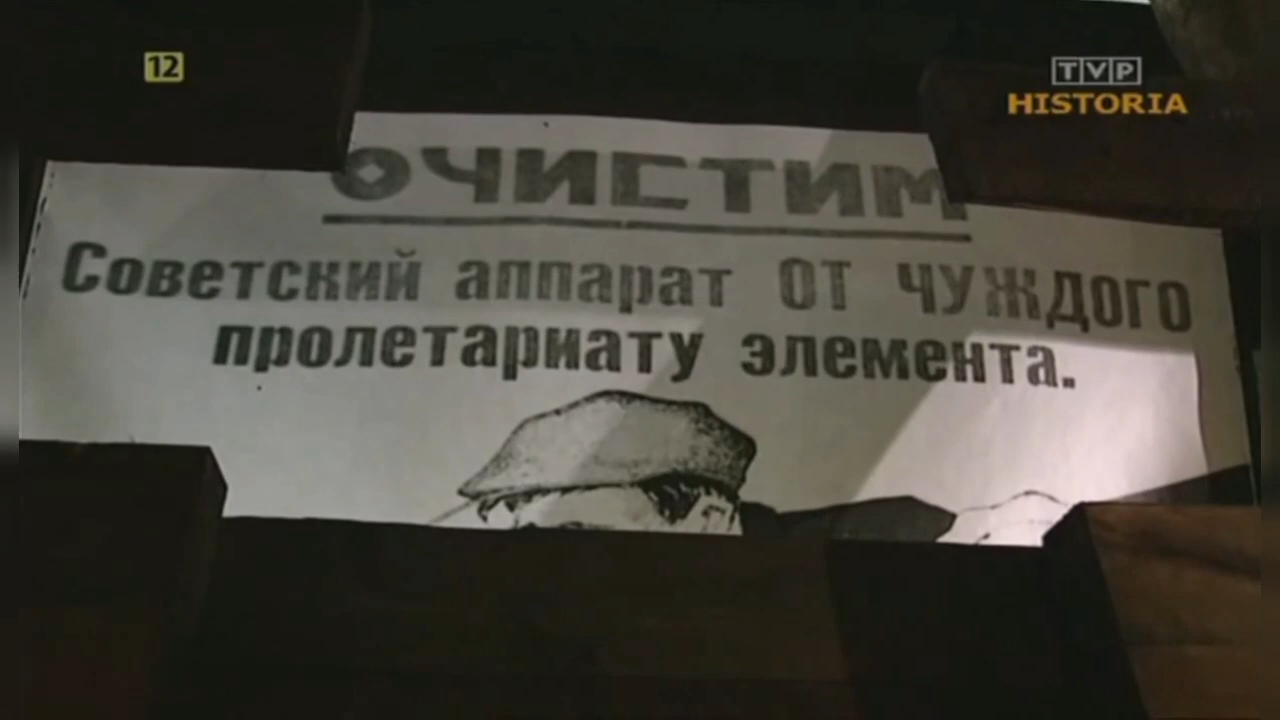 12
TVP
HISTORIA
ОЧИСТИМ
Советский аппарат ОТ ЧУЖДОГО
пролетариату элемента.